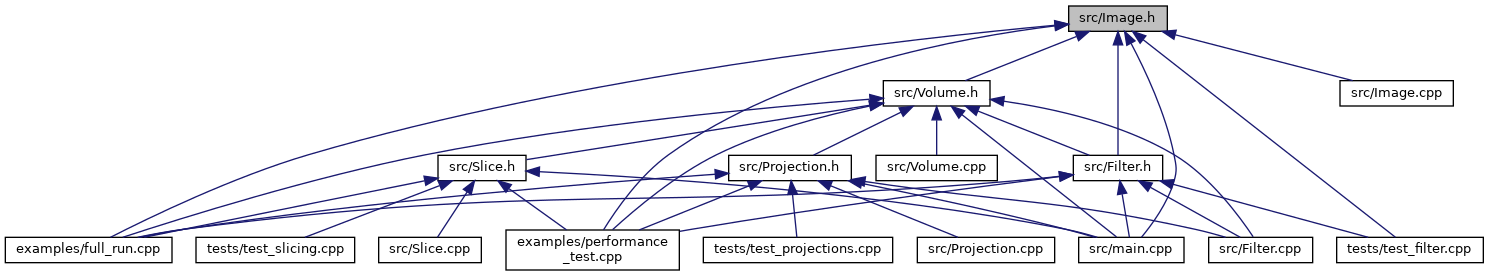 src/Image.h
src/Volume.h
src/Image.cpp
src/Slice.h
src/Projection.h
src/Volume.cpp
src/Filter.h
examples/full_run.cpp
tests/test_slicing.cpp
src/Slice.cpp
examples/performance
_test.cpp
tests/test_projections.cpp
src/Projection.cpp
src/main.cpp
src/Filter.cpp
tests/test_filter.cpp